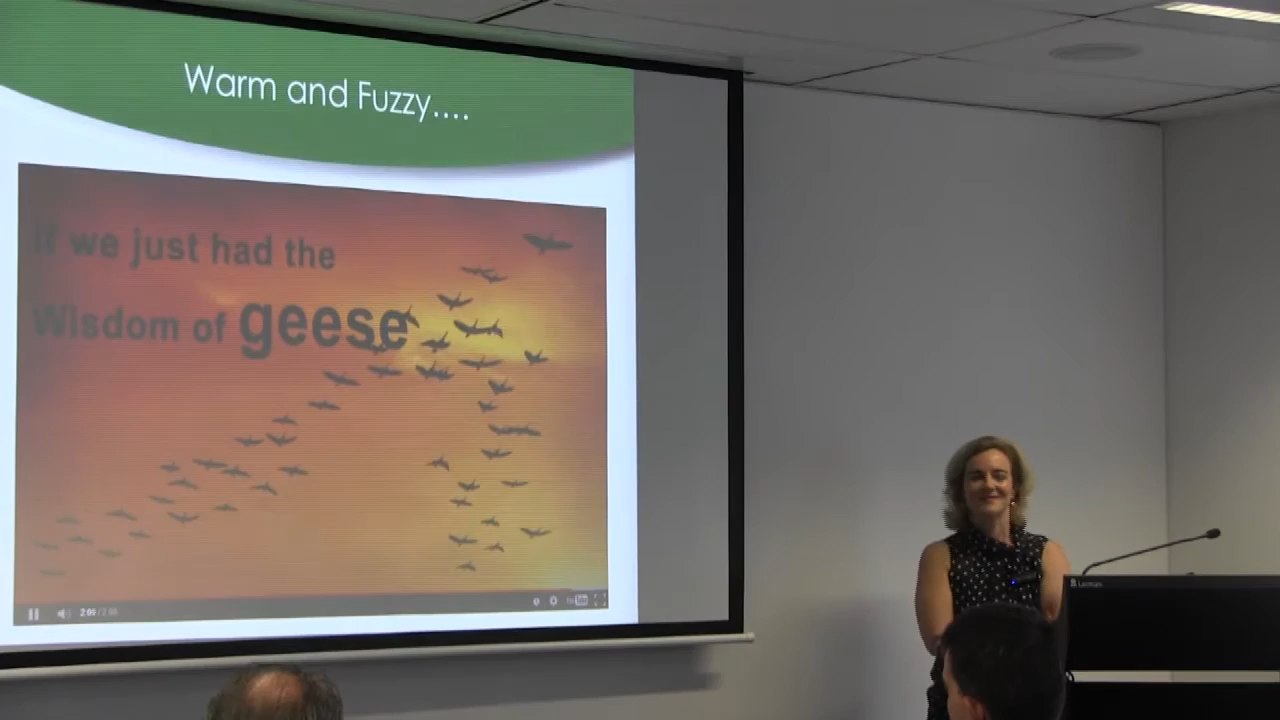 Warm and Fuzzy....
If we just had the
Wisdom of geese